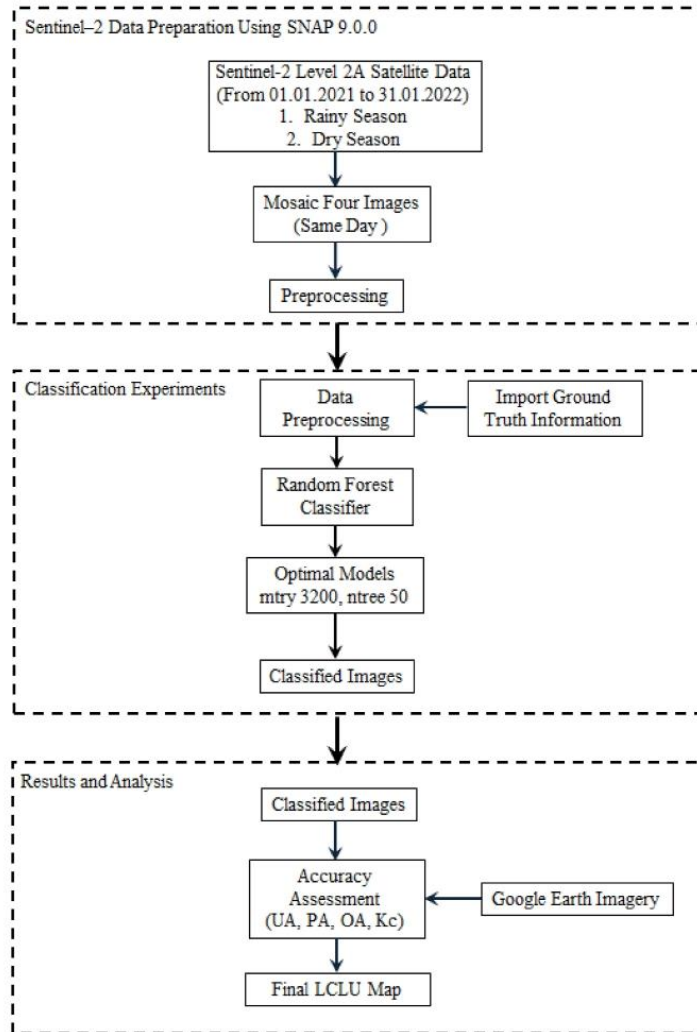 Sentinel–2 Data Preparation Using SNAP 9.0.0
Sentinel-2 Level 2A Satellite Data
(From 01.01.2021 to 31.01.2022)
1. Rainy Season
2. Dry Season
Mosaic Four Images
(Same Day )
Preprocessing
Classification Experiments
Data
Preprocessing
Import Ground
Truth Information
Random Forest
Classifier
Optimal Models
mtry 3200, ntree 50
Classified Images
Results and Analysis
Classified Images
Accuracy
Assessment
(UA, PA, OA, Kc)
Google Earth Imagery
Final LCLU Map